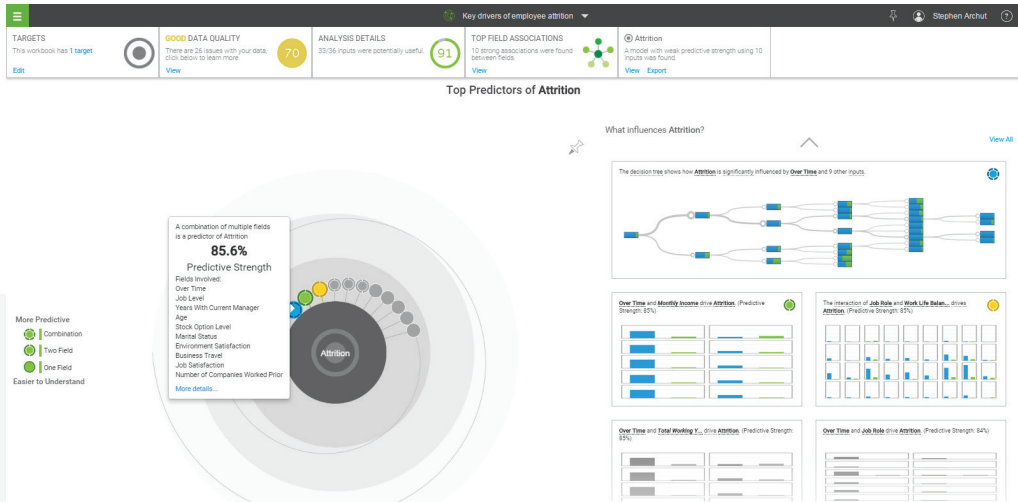 Key drivers of employee attrition
Stephen Archut
?
TARGETS
This workbook has 1 target
Edit
GOOD DATA QUALITY
There are 26 issues with your data,
click below to learn more.
View
70
ANALYSIS DETAILS
33/36 inputs were potentially useful.
91
TOP FIELD ASSOCIATIONS
10 strong associations were found
between fields.
View
Attrition
A model with weak predictive strength using 10
inputs was found.
View Export
Top Predictors of Attrition
More Predictive
Combination
Two Field
One Field
Easier to Understand
A combination of multiple fields
is a predictor of Attrition
85.6%
Predictive Strength
Fields Involved:
Over Time
Job Level
Years With Current Manager
Age
Stock Option Level
Marital Status
Environment Satisfaction
Business Travel
Job Satisfaction
Number of Companies Worked Prior
More details...
Attrition
What influences Attrition?
View All
The decision tree shows how Attrition is significantly influenced by Over Time and 9 other inputs.
Over Time and Monthly Income drive Attrition. (Predictive
Strength: 85%)
The interaction of Job Role and Work Life Balan... drives
Attrition. (Predictive Strength: 85%)
Over Time and Total Working Y... drive Attrition. (Predictive Strength:
85%)
Over Time and Job Role drive Attrition. (Predictive Strength: 84%)